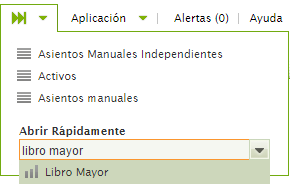 Aplicación Alertas (0) Ayuda
Asientos Manuales Independientes
Activos
Asientos manuales
Abrir Rápidamente
libro mayor
Libro Mayor